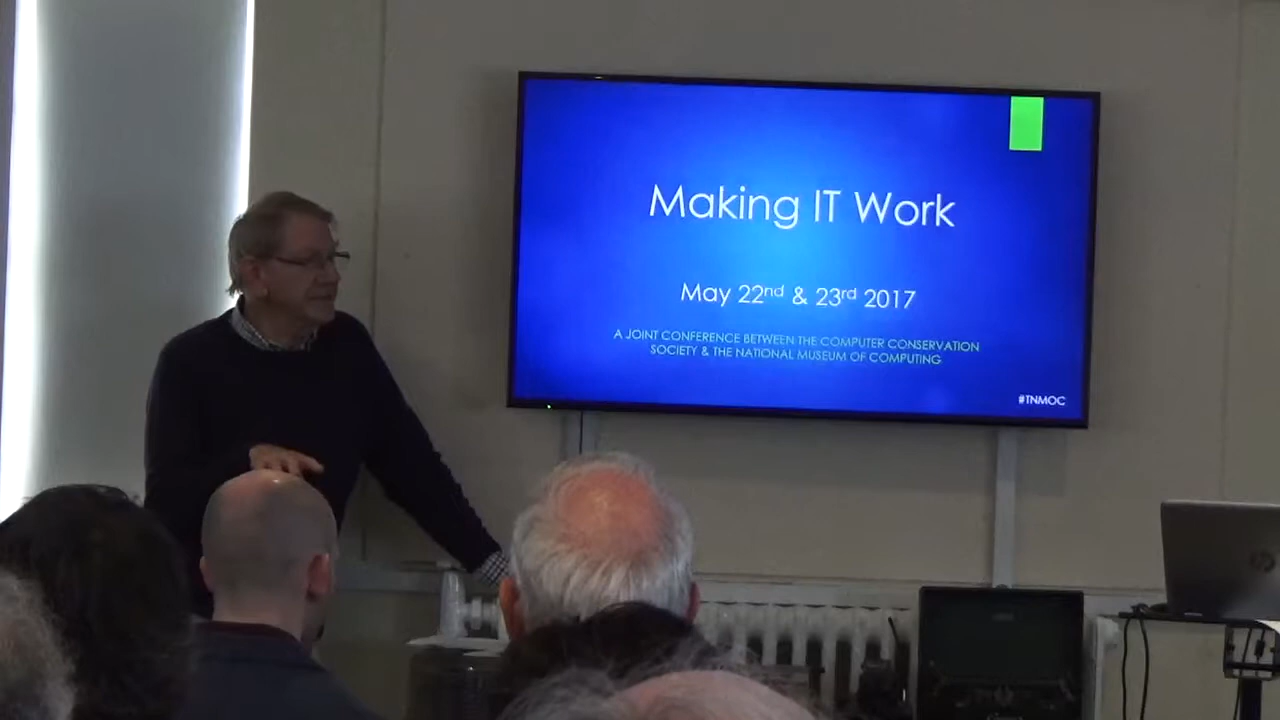 Making IT Work
May 22nd & 23rd 2017
A JOINT CONFERENCE BETWEEN THE COMPUTER CONSERVATION
SOCIETY & THE NATIONAL MUSEUM OF COMPUTING
#TNMOC
hp